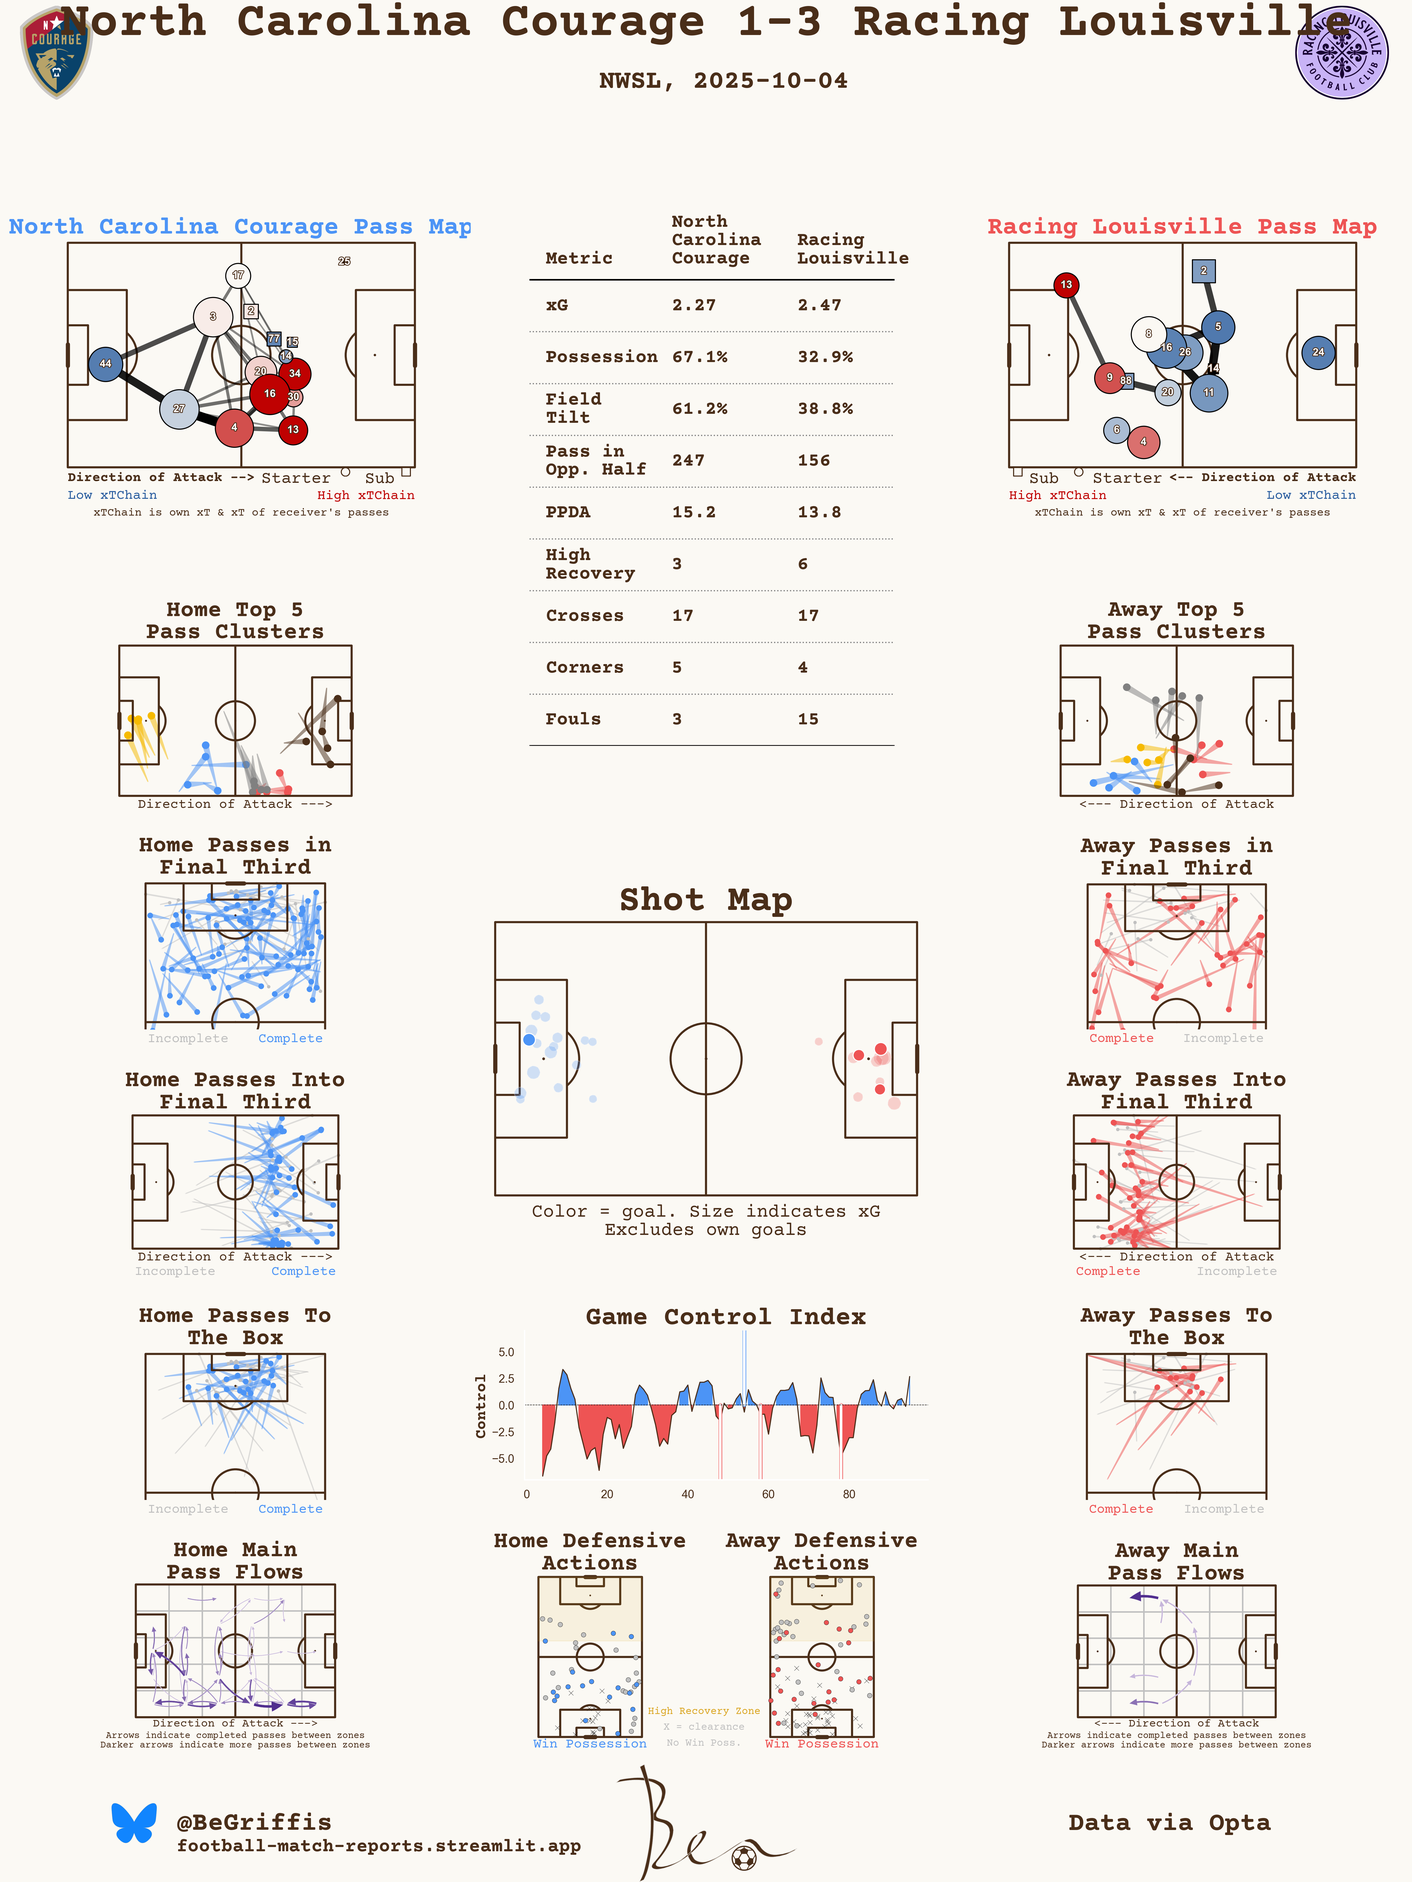 North Carolina Courage 1-3 Racing Louisville
NWSL, 2025-10-04
N C
COURAGE
RACING LOUISVILLE
FOOTBALL CLUB
North Carolina Courage Pass Map
17
25
3
2
77
15
14
44
20
34
16
30
27
4
13
Direction of Attack --> Starter Sub
Low xTChain High xTChain
xTChain is own xT & xT of receiver's passes
Metric North Carolina Courage Racing Louisville
xG 2.27 2.47
Possession 67.1% 32.9%
Field Tilt 61.2% 38.8%
Pass in Opp. Half 247 156
PPDA 15.2 13.8
High Recovery 3 6
Crosses 17 17
Corners 5 4
Fouls 3 15
Racing Louisville Pass Map
2
13
5
8
16
26
24
14
9
88
20
11
6
4
Sub Starter <-- Direction of Attack
High xTChain Low xTChain
xTChain is own xT & xT of receiver's passes
Home Top 5
Pass Clusters
Direction of Attack --->
Away Top 5
Pass Clusters
<--- Direction of Attack
Home Passes in
Final Third
Incomplete Complete
Away Passes in
Final Third
Complete Incomplete
Shot Map
Color = goal. Size indicates xG
Excludes own goals
Home Passes Into
Final Third
Direction of Attack --->
Incomplete Complete
Away Passes Into
Final Third
<--- Direction of Attack
Complete Incomplete
Home Passes To
The Box
Incomplete Complete
Game Control Index
Control
5.0
2.5
0.0
−2.5
−5.0
0 20 40 60 80
Away Passes To
The Box
Complete Incomplete
Home Main
Pass Flows
Direction of Attack --->
Arrows indicate completed passes between zones
Darker arrows indicate more passes between zones
Home Defensive
Actions
Win Possession
High Recovery Zone
X = clearance
No Win Poss.
Away Defensive
Actions
Win Possession
Away Main
Pass Flows
<--- Direction of Attack
Arrows indicate completed passes between zones
Darker arrows indicate more passes between zones
@BeGriffis
football-match-reports.streamlit.app
Ben
Data via Opta